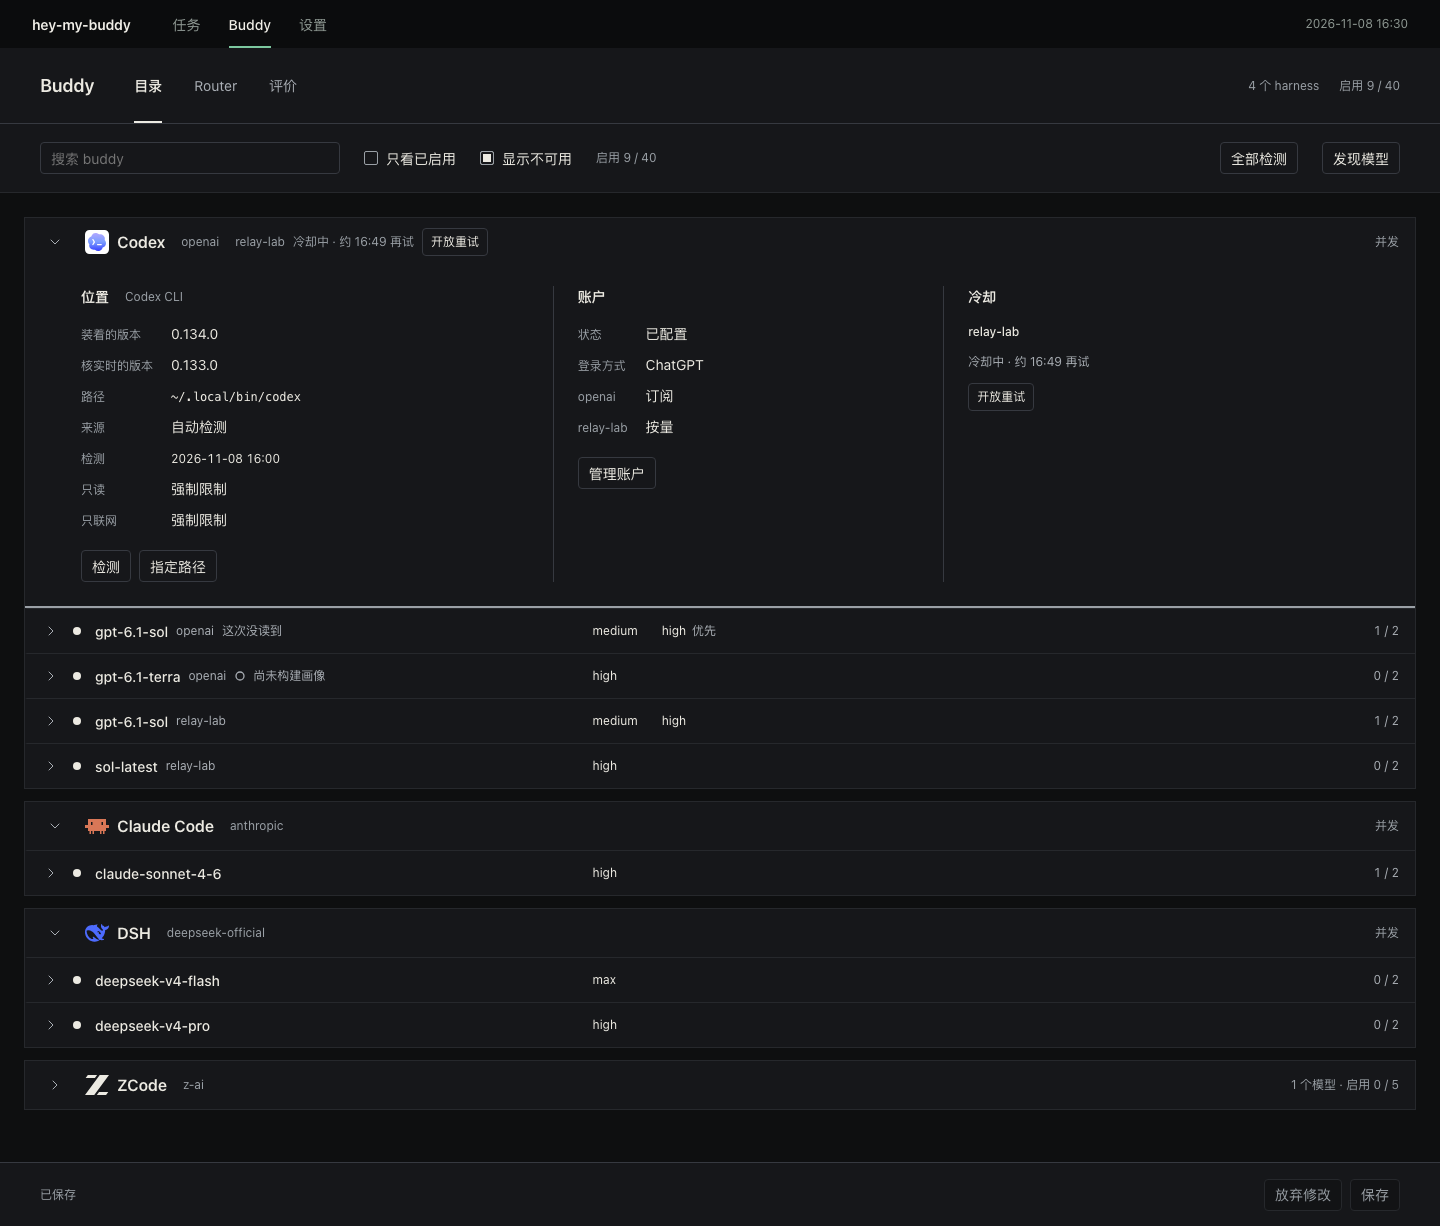 hey-my-buddy 任务 Buddy 设置 2026-11-08 16:30
Buddy 目录 Router 评价 4 个 harness 启用 9 / 40
搜索 buddy 只看已启用 显示不可用 启用 9 / 40 全部检测 发现模型
Codex openai relay-lab 冷却中 · 约 16:49 再试 开放重试 并发
位置 Codex CLI
装着的版本 0.134.0
核实时的版本 0.133.0
路径 ~/.local/bin/codex
来源 自动检测
检测 2026-11-08 16:00
只读 强制限制
只联网 强制限制
检测 指定路径
账户
状态 已配置
登录方式 ChatGPT
openai 订阅
relay-lab 按量
管理账户
冷却
relay-lab
冷却中 · 约 16:49 再试
开放重试
gpt-6.1-sol openai 这次没读到 medium high 优先 1 / 2
gpt-6.1-terra openai 尚未构建画像 high 0 / 2
gpt-6.1-sol relay-lab medium high 1 / 2
sol-latest relay-lab high 0 / 2
Claude Code anthropic 并发
claude-sonnet-4-6 high 1 / 2
DSH deepseek-official 并发
deepseek-v4-flash max 0 / 2
deepseek-v4-pro high 0 / 2
ZCode z-ai 1 个模型 · 启用 0 / 5
已保存 放弃修改 保存